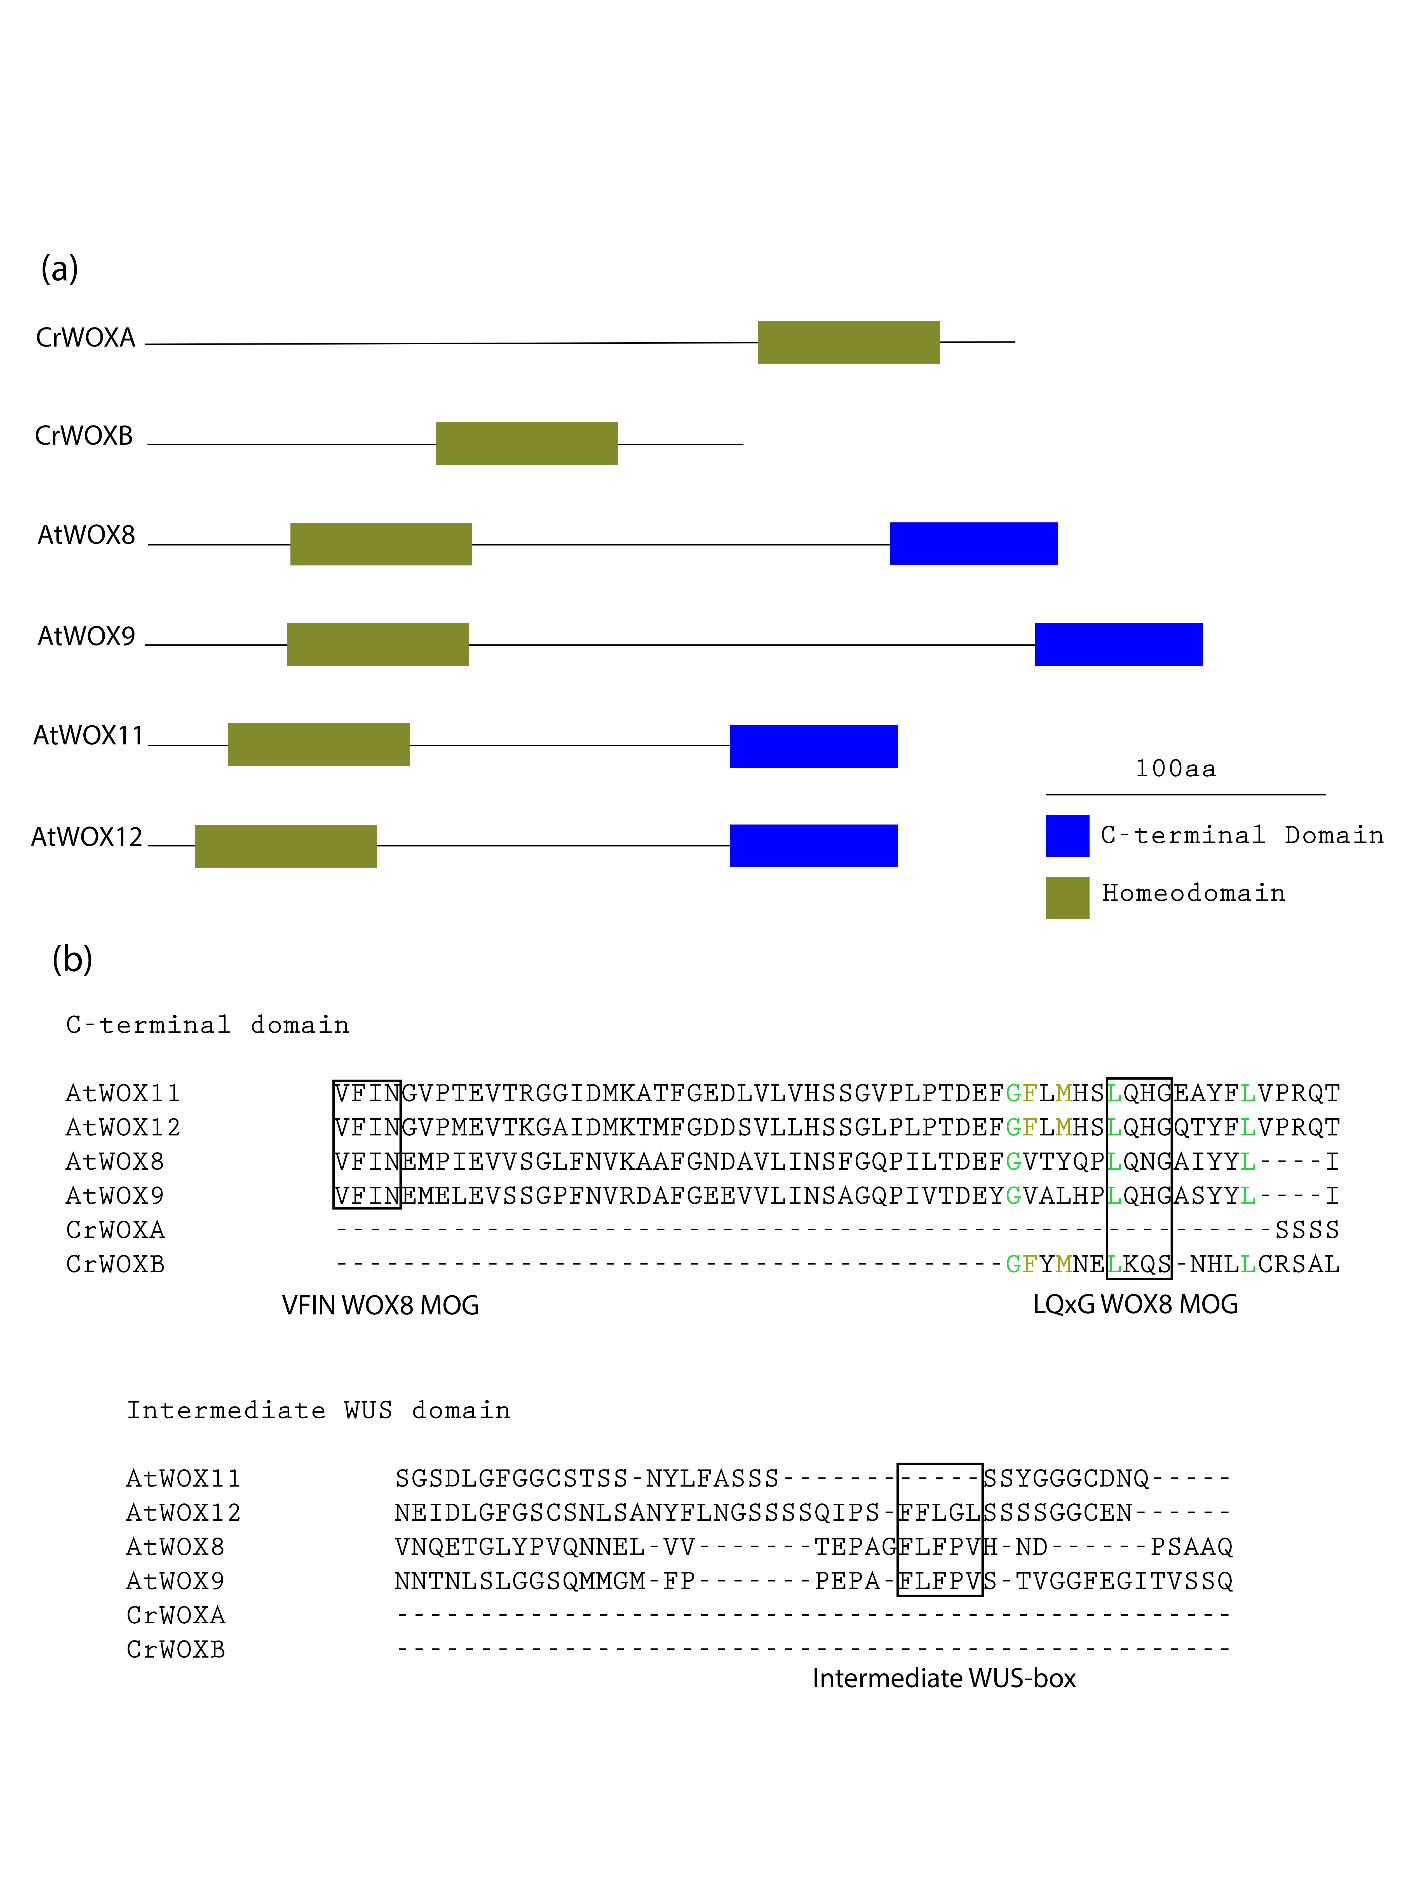 (a)
CrWOXA
CrWOXB
AtWOX8
AtWOX9
AtWOX11
AtWOX12
100aa
C-terminal Domain
Homeodomain
(b)
C-terminal domain
AtWOX11 VFINGVPTEVTRGGIDMKATFGEDLVLVHSSGVPLPTDEFGFLMHSLQHGEAYFLVPRQT
AtWOX12 VFINGVPMEVTKGAIDMKTMFGDDSVLLHSSGLPLPTDEFGFLMHSLQHGQTYFLVPRQT
AtWOX8 VFINEMPIEVVSGLFNVKAAFGNDAVLINSFGQPILTDEFGVTYQPLQNGAIYYL----I
AtWOX9 VFINEMELEVSSGPFNVRDAFGEEVVLINSAGQPIVTDEYGVALHPLQHGASYYL----I
CrWOXA --------------------------------------------------------SSSS
CrWOXB ----------------------------------------GFYMNELKQS-NHLLCRSAL
VFIN WOX8 MOG LQxG WOX8 MOG
Intermediate WUS domain
AtWOX11 SGSDLGFGGCSTSS-NYLFASSS------------SSYGGGCDNQ-----
AtWOX12 NEIDLGFGSCSNLSANYFLNGSSSSQIPS-FFLGLSSSSGGCEN------
AtWOX8 VNQETGLYPVQNNEL-VV-------TEPAGFLFPVH-ND------PSAAQ
AtWOX9 NNTNLSLGGSQMMGM-FP-------PEPA-FLFPVS-TVGGFEGITVSSQ
CrWOXA --------------------------------------------------
CrWOXB --------------------------------------------------
Intermediate WUS-box